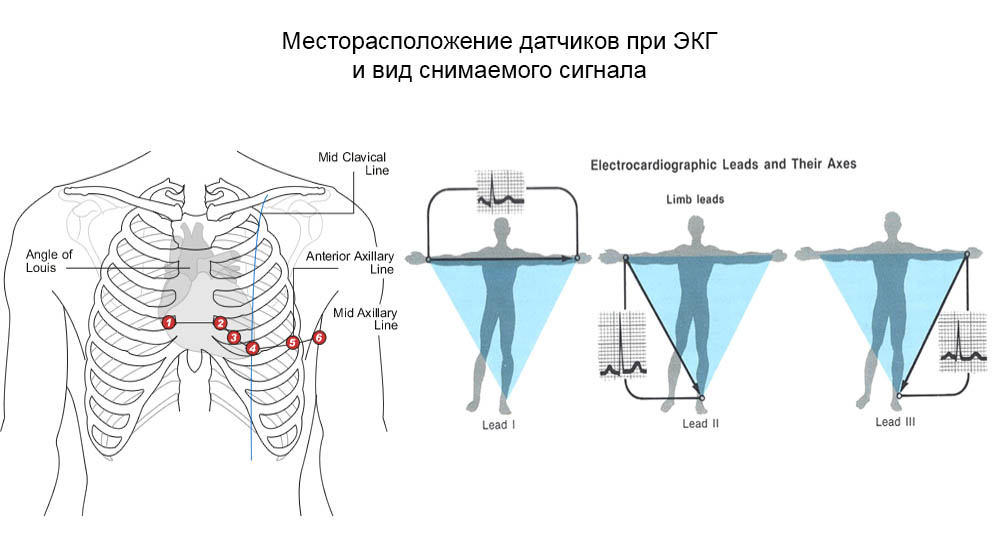 Месторасположение датчиков при ЭКГ
и вид снимаемого сигнала
Mid Clavical
Line
Angle of
Louis
Anterior Axillary
Line
Mid Axillary
Line
1
2
3
4
5
6
Electrocardiographic Leads and Their Axes
Limb leads
Lead I
Lead II
Lead III